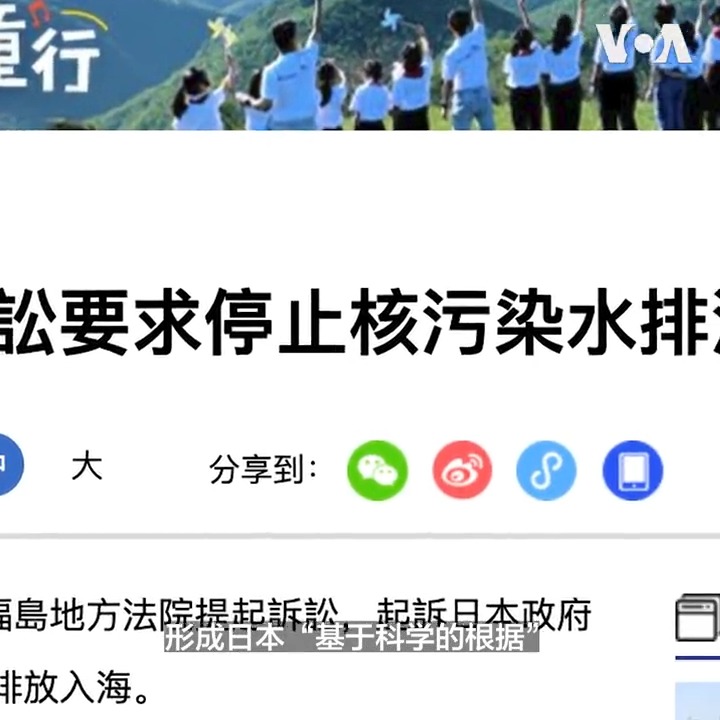 童行
VOA
訟要求停止核污染水排
大
分享到：
福島地方法院提起訴訟，起訴日本政府
形成日本“基于科学的根据”
排放入海。